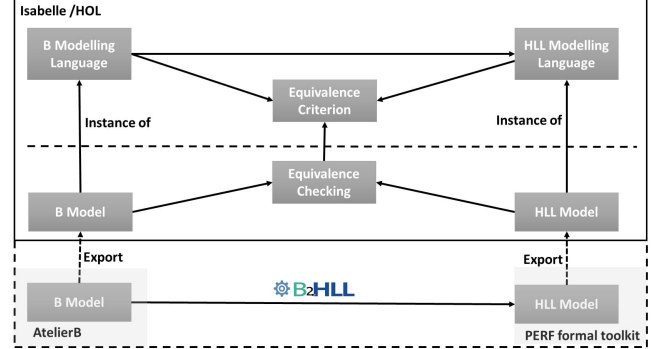 Isabelle /HOL
B Modelling
Language
HLL Modelling
Language
Equivalence
Criterion
Instance of
Instance of
Equivalence
Checking
B Model
HLL Model
Export
Export
B2HLL
B Model
HLL Model
AtelierB
PERF formal toolkit